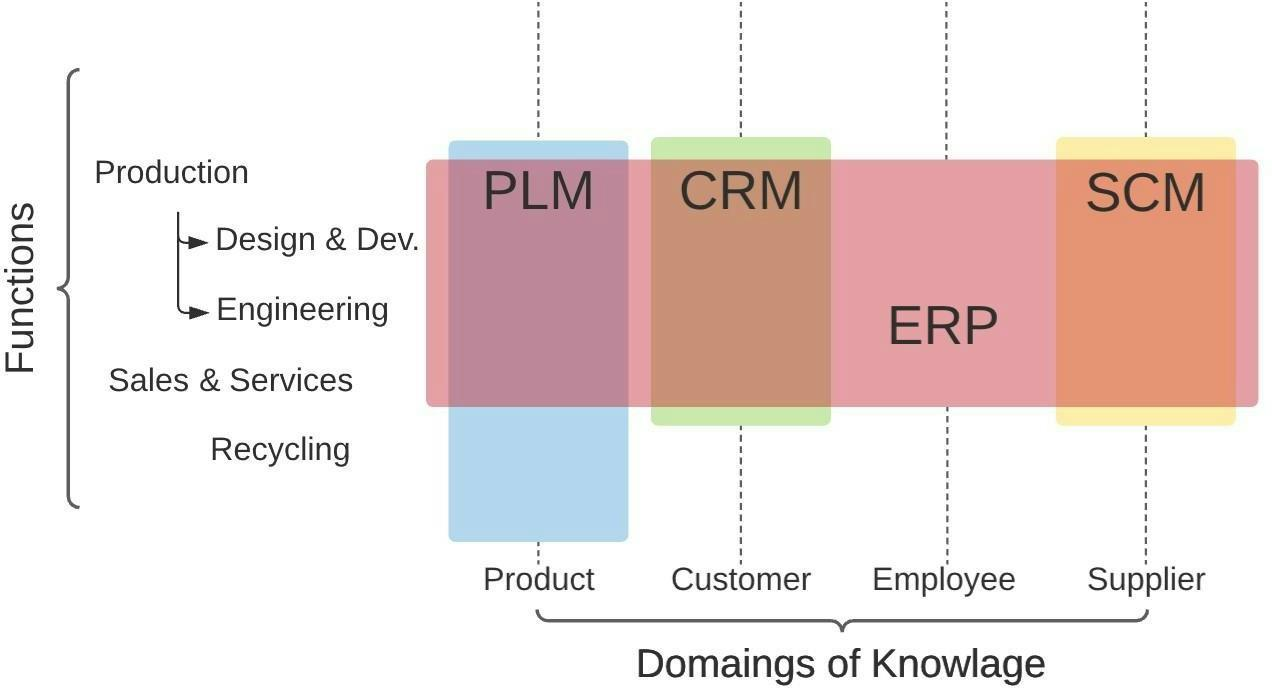 Functions
Production
Design & Dev.
Engineering
Sales & Services
Recycling
PLM
CRM
ERP
SCM
Product
Customer
Employee
Supplier
Domaings of Knowlage